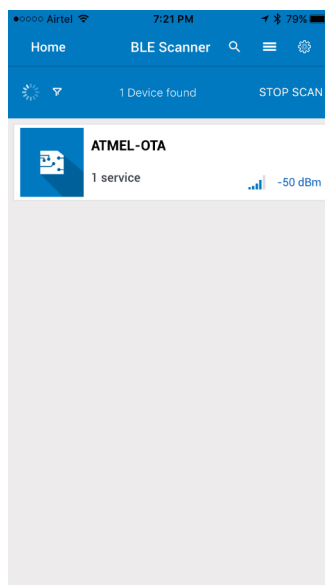 Airtel 7:21 PM 79%
Home BLE Scanner
1 Device found STOP SCAN
ATMEL-OTA
1 service
-50 dBm